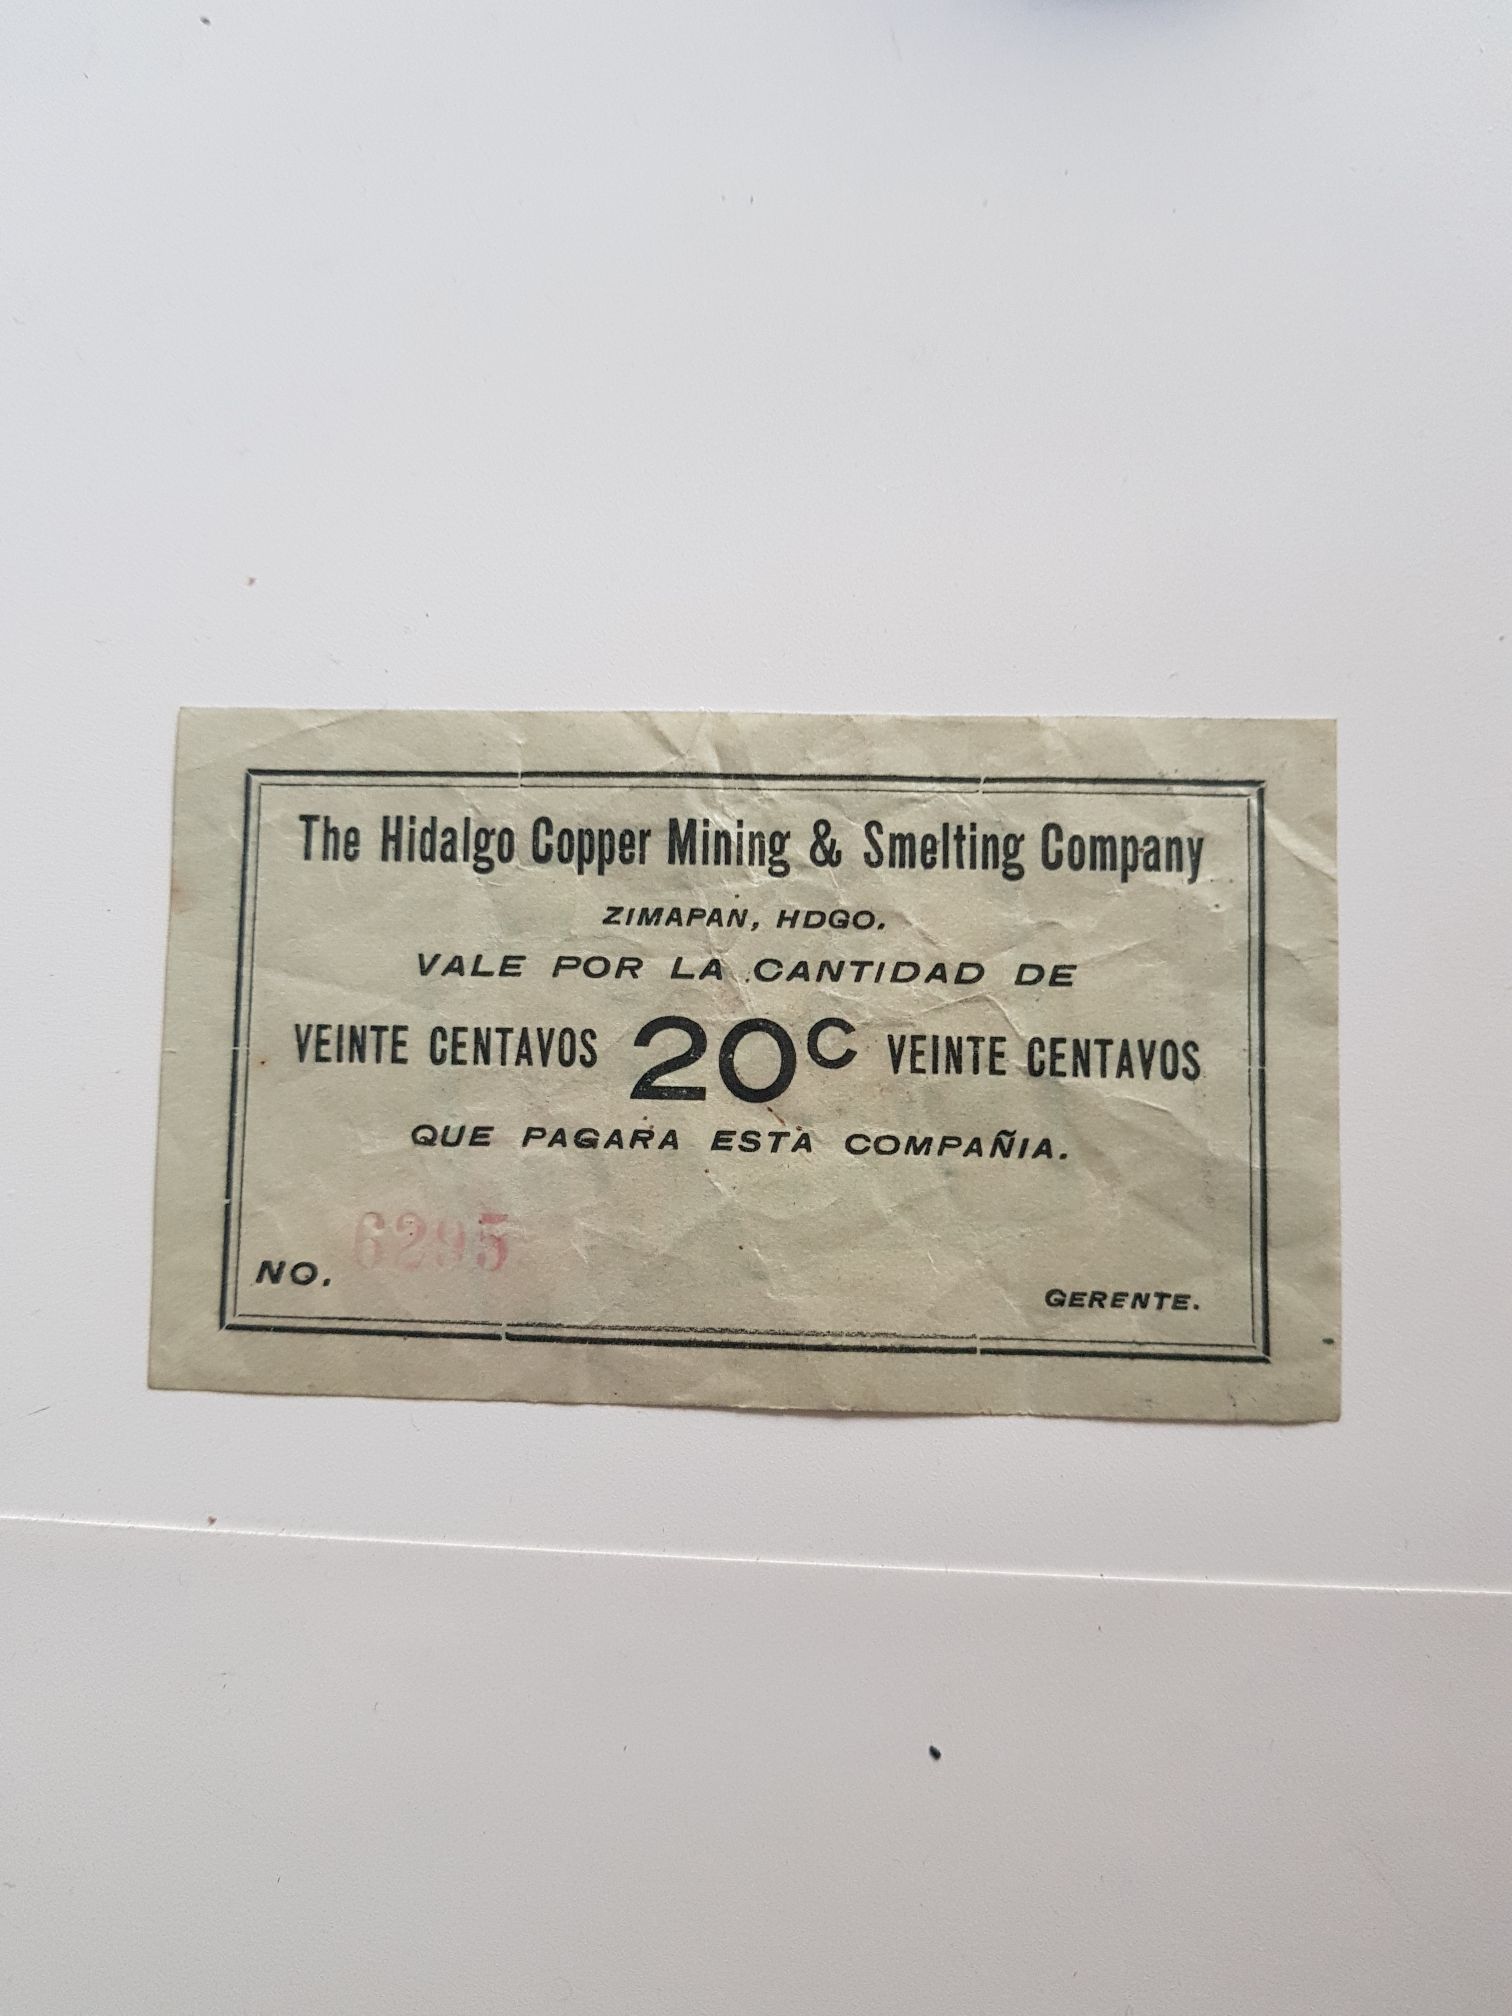 The Hidalgo Copper Mining & Smelting Company
ZIMAPAN, HDGO.
VALE POR LA CANTIDAD DE
VEINTE CENTAVOS 20C VEINTE CENTAVOS
QUE PAGARA ESTA COMPAÑIA.
NO. 6295
GERENTE.